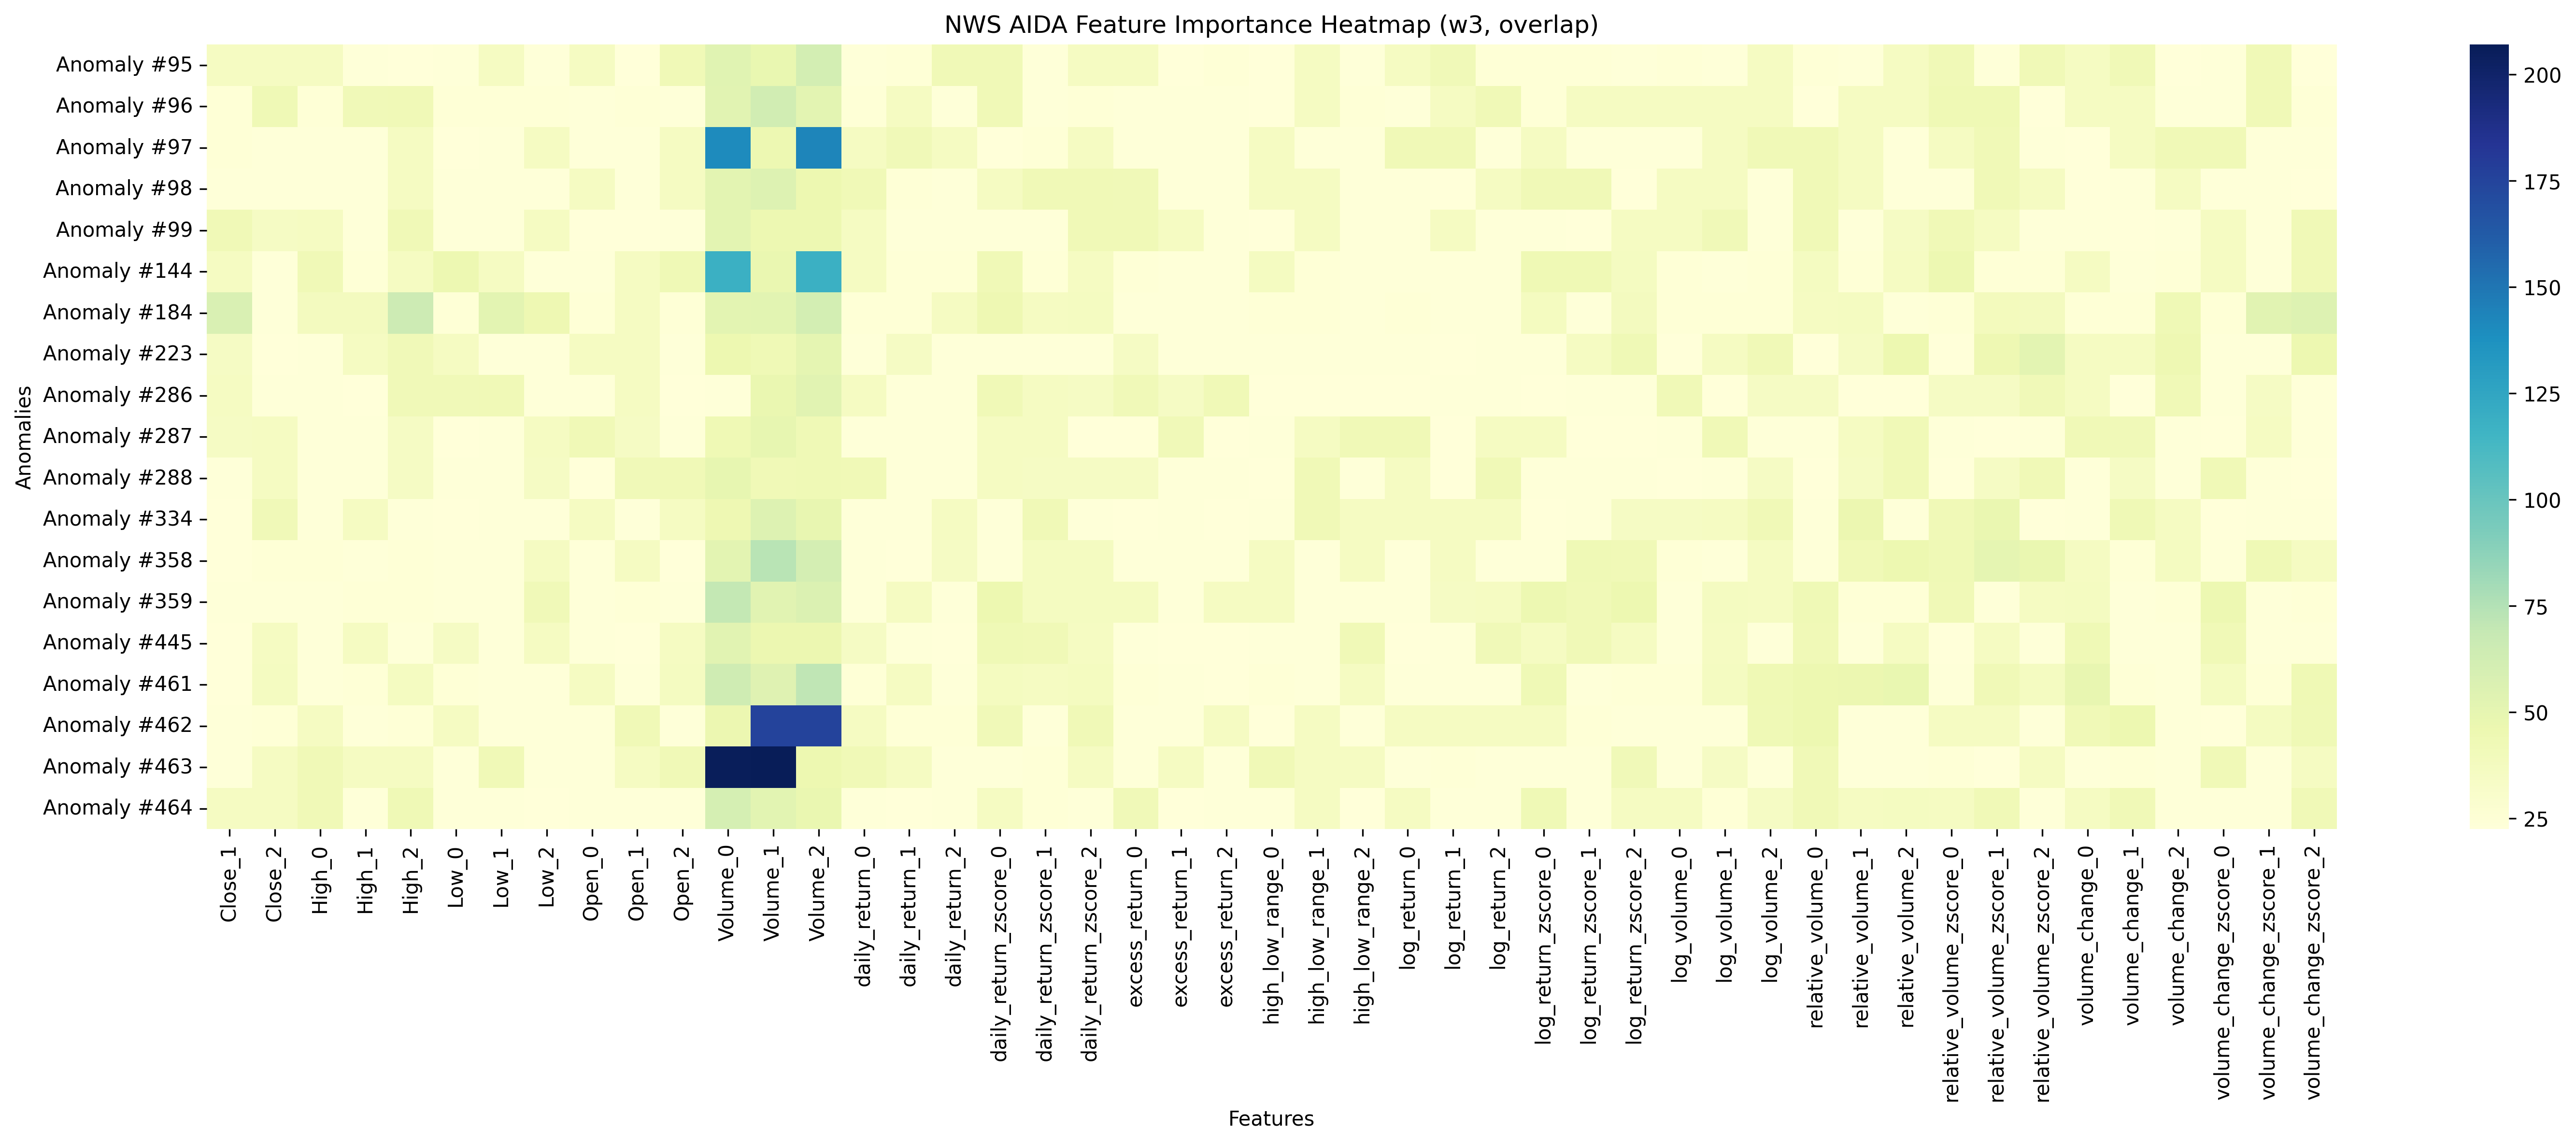 NWS AIDA Feature Importance Heatmap (w3, overlap)
Anomalies
Anomaly #95
Anomaly #96
Anomaly #97
Anomaly #98
Anomaly #99
Anomaly #144
Anomaly #184
Anomaly #223
Anomaly #286
Anomaly #287
Anomaly #288
Anomaly #334
Anomaly #358
Anomaly #359
Anomaly #445
Anomaly #461
Anomaly #462
Anomaly #463
Anomaly #464
Close_1
Close_2
High_0
High_1
High_2
Low_0
Low_1
Low_2
Open_0
Open_1
Open_2
Volume_0
Volume_1
Volume_2
daily_return_0
daily_return_1
daily_return_2
daily_return_zscore_0
daily_return_zscore_1
daily_return_zscore_2
excess_return_0
excess_return_1
excess_return_2
high_low_range_0
high_low_range_1
high_low_range_2
log_return_0
log_return_1
log_return_2
log_return_zscore_0
log_return_zscore_1
log_return_zscore_2
log_volume_0
log_volume_1
log_volume_2
relative_volume_0
relative_volume_1
relative_volume_2
relative_volume_zscore_0
relative_volume_zscore_1
relative_volume_zscore_2
volume_change_0
volume_change_1
volume_change_2
volume_change_zscore_0
volume_change_zscore_1
volume_change_zscore_2
Features
200
175
150
125
100
75
50
25